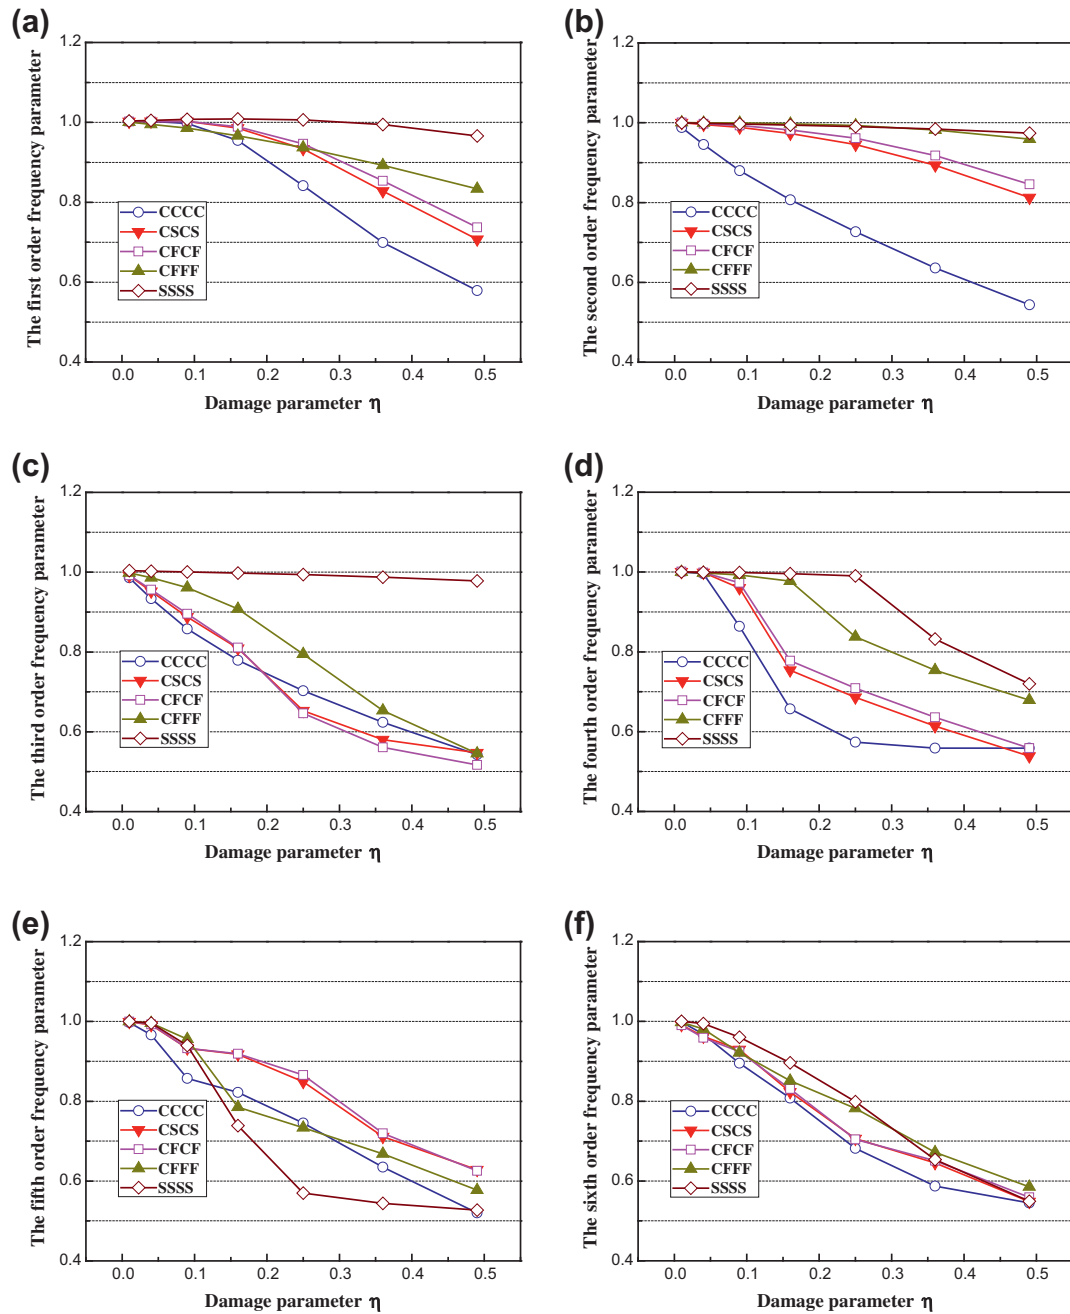 (a)
1.2
1.0
0.8
0.6
0.4
The first order frequency parameter
CCCC
CSCS
CFCF
CFFF
SSSS
0.0 0.1 0.2 0.3 0.4 0.5
Damage parameter η
(b)
1.2
1.0
0.8
0.6
0.4
The second order frequency parameter
CCCC
CSCS
CFCF
CFFF
SSSS
0.0 0.1 0.2 0.3 0.4 0.5
Damage parameter η
(c)
1.2
1.0
0.8
0.6
0.4
The third order frequency parameter
CCCC
CSCS
CFCF
CFFF
SSSS
0.0 0.1 0.2 0.3 0.4 0.5
Damage parameter η
(d)
1.2
1.0
0.8
0.6
0.4
The fourth order frequency parameter
CCCC
CSCS
CFCF
CFFF
SSSS
0.0 0.1 0.2 0.3 0.4 0.5
Damage parameter η
(e)
1.2
1.0
0.8
0.6
0.4
The fifth order frequency parameter
CCCC
CSCS
CFCF
CFFF
SSSS
0.0 0.1 0.2 0.3 0.4 0.5
Damage parameter η
(f)
1.2
1.0
0.8
0.6
0.4
The sixth order frequency parameter
CCCC
CSCS
CFCF
CFFF
SSSS
0.0 0.1 0.2 0.3 0.4 0.5
Damage parameter η